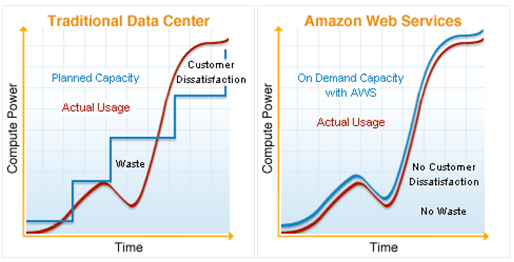 Traditional Data Center
Compute Power
Planned Capacity
Actual Usage
Customer
Dissatisfaction
Waste
Time
Amazon Web Services
Compute Power
On Demand Capacity
with AWS
Actual Usage
No Customer
Dissatisfaction
No Waste
Time